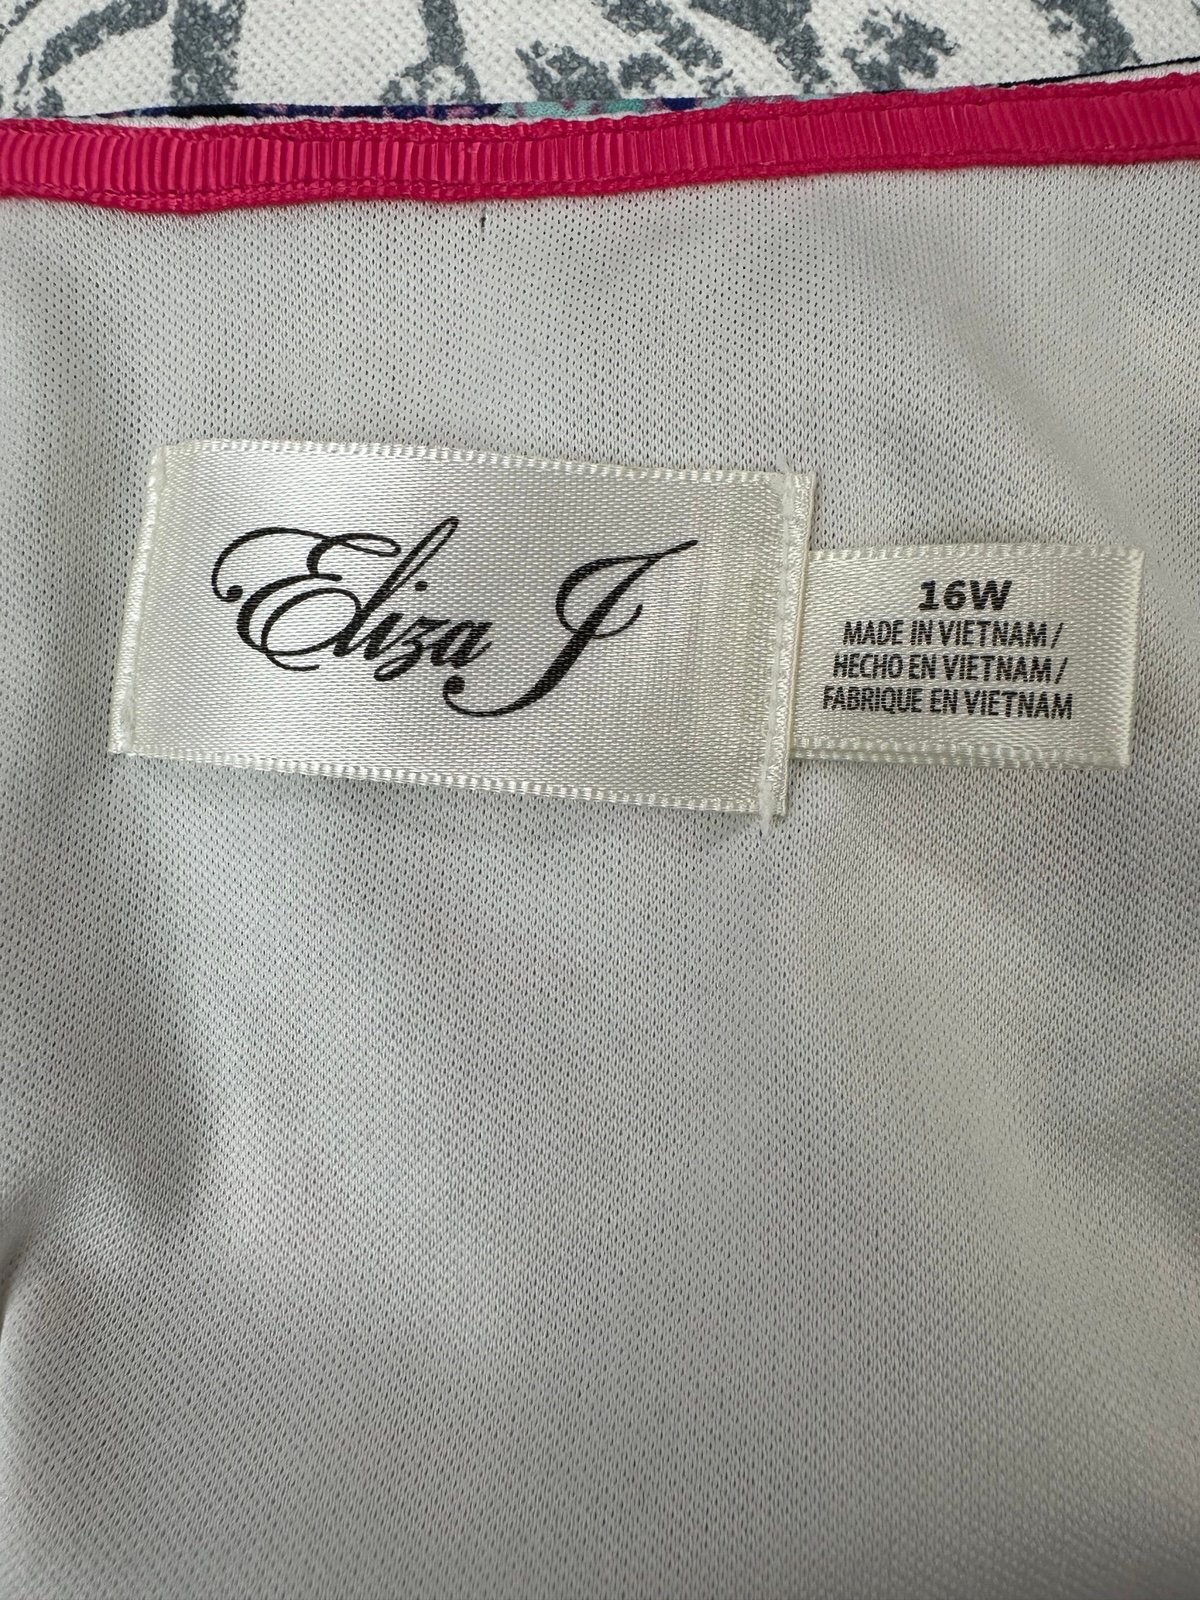 Eliza J
16W
MADE IN VIETNAM /
HECHO EN VIETNAM /
FABRIQUE EN VIETNAM